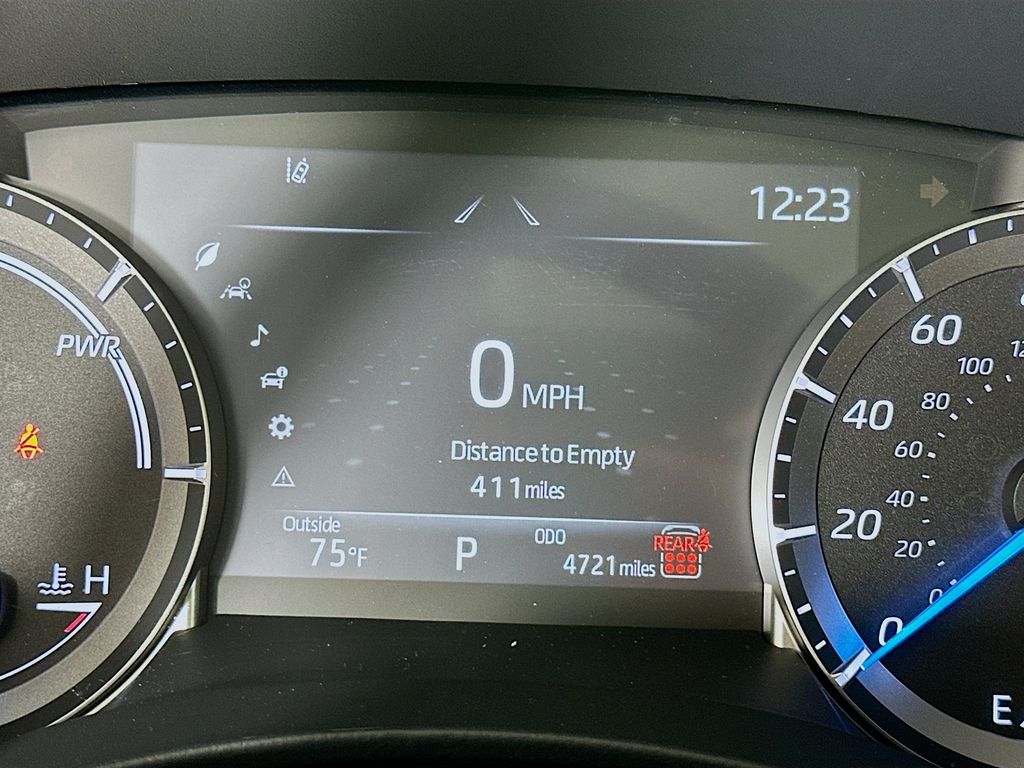 12:23
PWR
0 MPH
Distance to Empty
411 miles
Outside
75°F
P
ODO
4721 miles
REAR
H
60
40
20
0
100
80
60
40
20
0
E